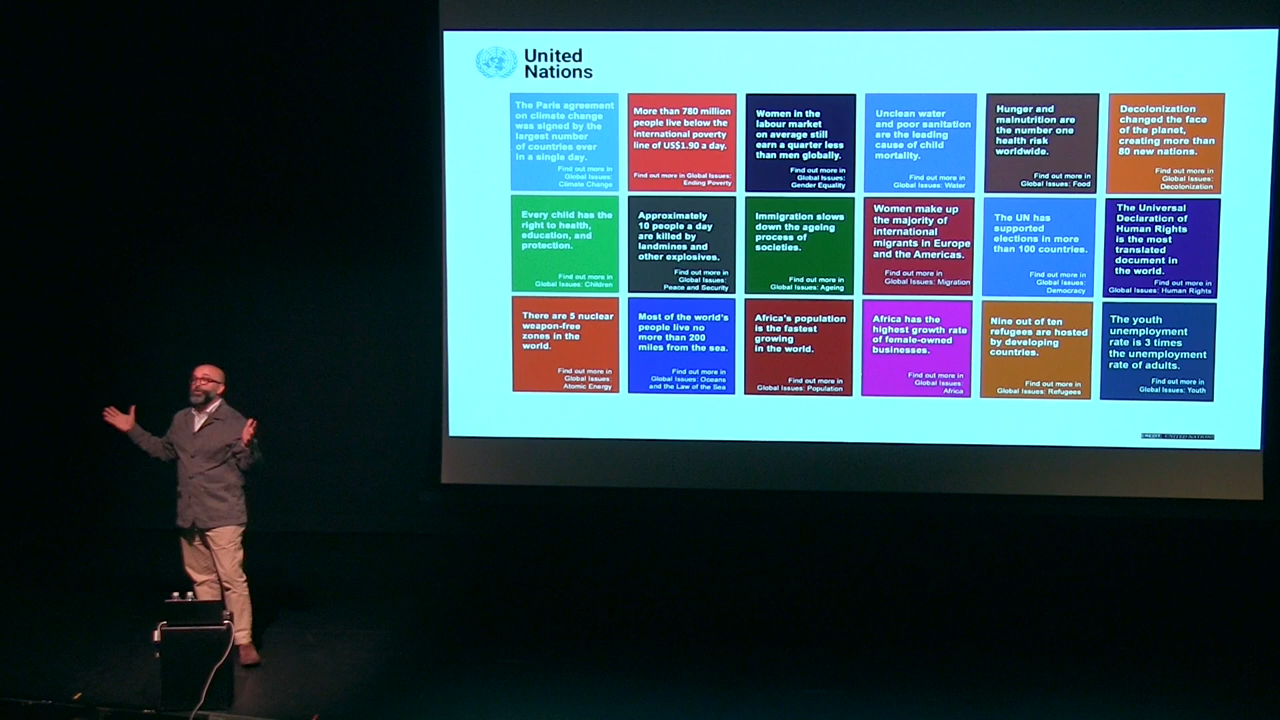 United
Nations
The Paris agreement
on climate change
was signed by the
largest number
of countries ever
in a single day.
Find out more in
Global Issues:
Climate Change
More than 780 million
people live below the
international poverty
line of US$1.90 a day.
Find out more in Global Issues:
Ending Poverty
Women in the
labour market
on average still
earn a quarter less
than men globally.
Find out more in
Global Issues:
Gender Equality
Unclean water
and poor sanitation
are the leading
cause of child
mortality.
Find out more in
Global Issues: Water
Hunger and
malnutrition are
the number one
health risk
worldwide.
Find out more in
Global Issues: Food
Decolonization
changed the face
of the planet,
creating more than
80 new nations.
Find out more in
Global Issues:
Decolonization
Every child has the
right to health,
education, and
protection.
Find out more in
Global Issues: Children
Approximately
10 people a day
are killed by
landmines and
other explosives.
Find out more in
Global Issues:
Peace and Security
Immigration slows
down the ageing
process of
societies.
Find out more in
Global Issues: Ageing
Women make up
the majority of
international
migrants in Europe
and the Americas.
Find out more in
Global Issues: Migration
The UN has
supported
elections in more
than 100 countries.
Find out more in
Global Issues:
Democracy
The Universal
Declaration of
Human Rights
is the most
translated
document in
the world.
Find out more in
Global Issues: Human Rights
There are 5 nuclear
weapon-free
zones in the
world.
Find out more in
Global Issues:
Atomic Energy
Most of the world's
people live no
more than 200
miles from the sea.
Find out more in
Global Issues: Oceans
and the Law of the Sea
Africa's population
is the fastest
growing
in the world.
Find out more in
Global Issues: Population
Africa has the
highest growth rate
of female-owned
businesses.
Find out more in
Global Issues:
Africa
Nine out of ten
refugees are hosted
by developing
countries.
Find out more in
Global Issues: Refugees
The youth
unemployment
rate is 3 times
the unemployment
rate of adults.
Find out more in
Global Issues: Youth
CREDIT: UNITED NATIONS